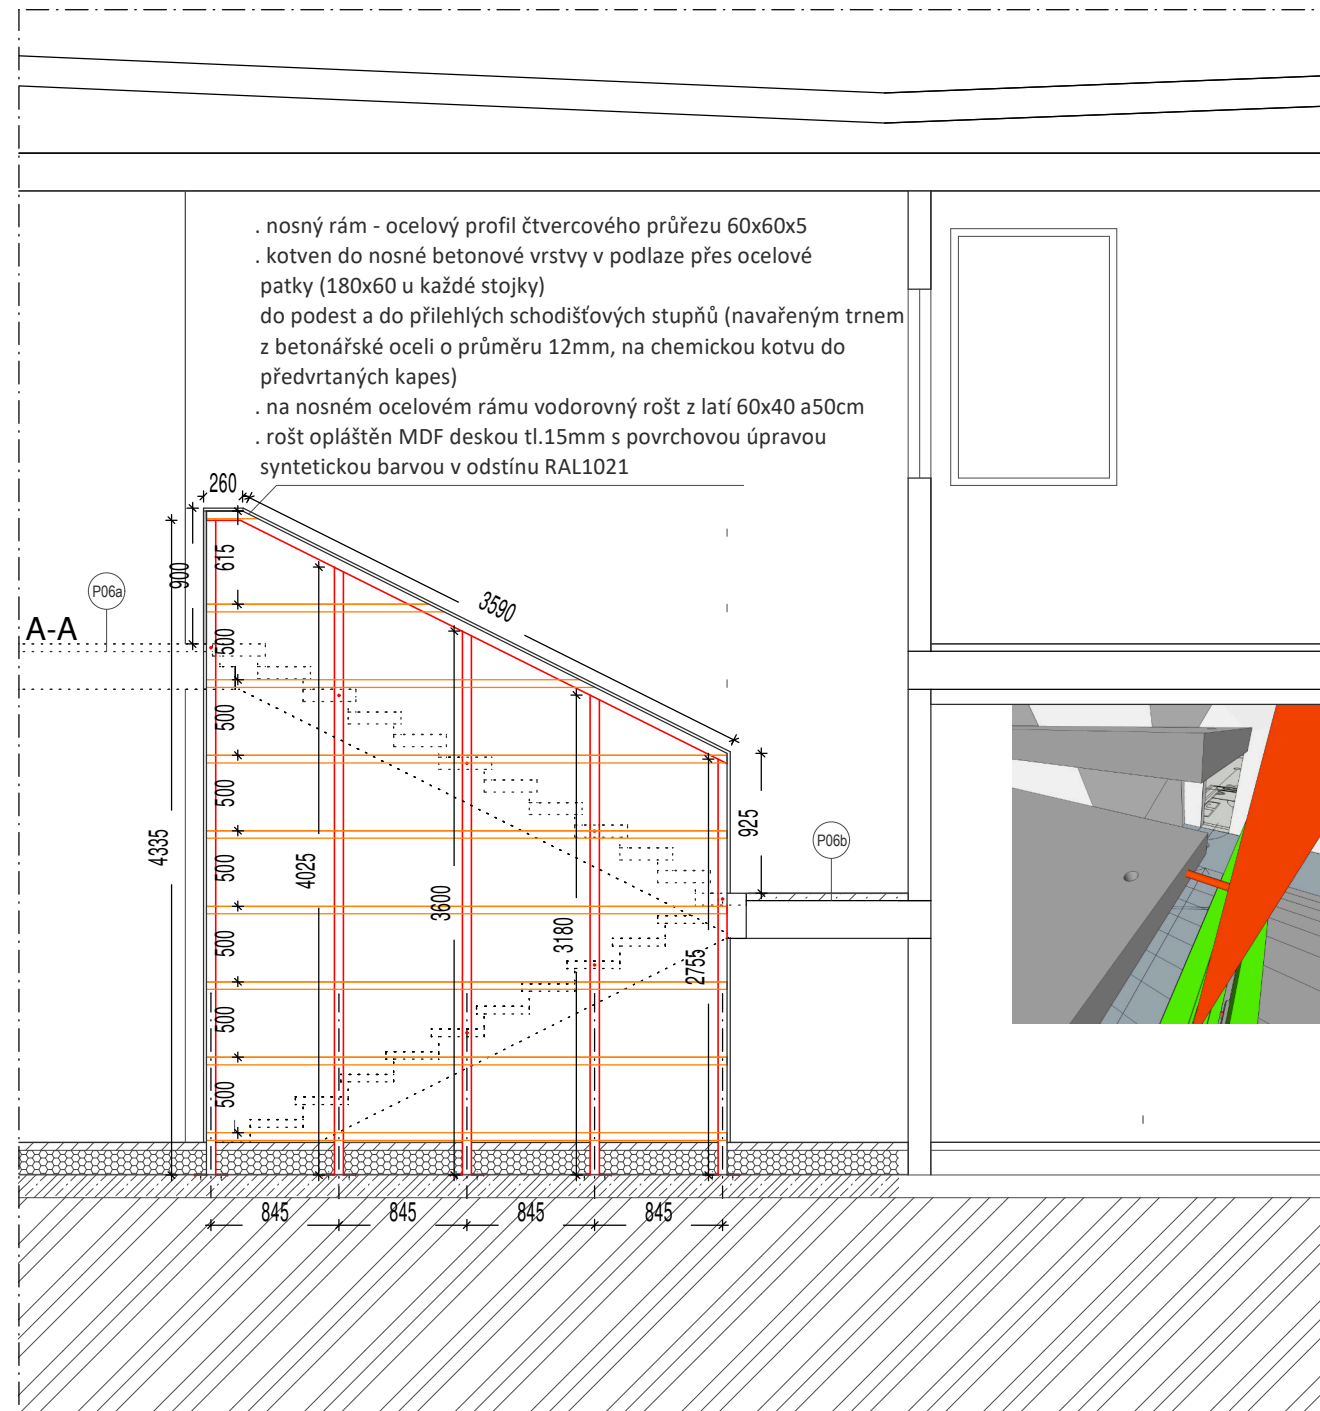 . nosný rám - ocelový profil čtvercového průřezu 60x60x5
. kotven do nosné betonové vrstvy v podlaze přes ocelové
patky (180x60 u každé stojky)
do podest a do přilehlých schodišťových stupňů (navařeným trnem
z betonářské oceli o průměru 12mm, na chemickou kotvu do
předvrtaných kapes)
. na nosném ocelovém rámu vodorovný rošt z latí 60x40 a50cm
. rošt opláštěn MDF deskou tl.15mm s povrchovou úpravou
syntetickou barvou v odstínu RAL1021
260
615
900
P06a
3590
A-A
500
500
500
925
4335
P06b
4025
500
3600
3180
2755
500
500
500
845
845
845
845